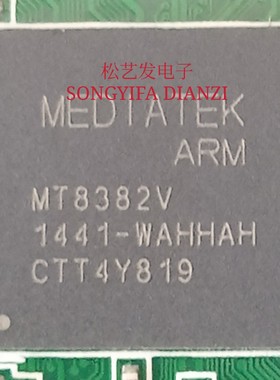 松艺发电子
SONGYIFA DIANZI
MEDIATEK
ARM
MT8382V
1441-WAHHAH
CTT4Y819